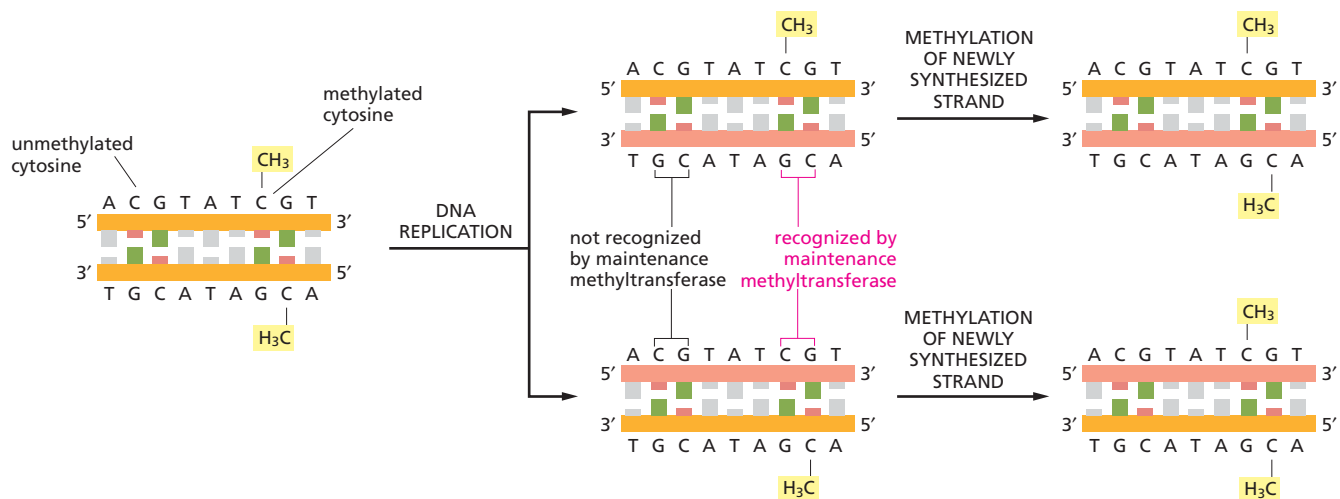 unmethylated
cytosine
methylated
cytosine
CH₃
A C G T A T C G T
5′ 3′
3′ 5′
T G C A T A G C A
H₃C
DNA
REPLICATION
CH₃
A C G T A T C G T
5′ 3′
3′ 5′
T G C A T A G C A
not recognized
by maintenance
methyltransferase
recognized by
maintenance
methyltransferase
A C G T A T C G T
5′ 3′
3′ 5′
T G C A T A G C A
H₃C
METHYLATION
OF NEWLY
SYNTHESIZED
STRAND
CH₃
A C G T A T C G T
5′ 3′
3′ 5′
T G C A T A G C A
H₃C
METHYLATION
OF NEWLY
SYNTHESIZED
STRAND
CH₃
A C G T A T C G T
5′ 3′
3′ 5′
T G C A T A G C A
H₃C